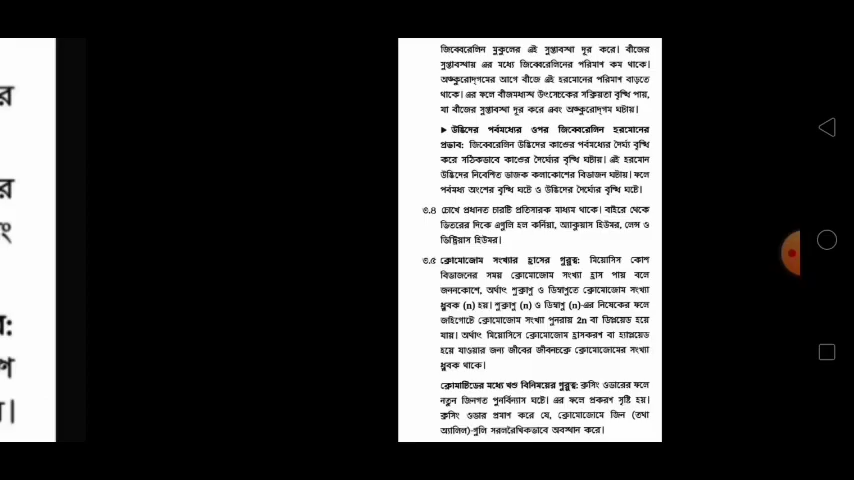 র
র
ং
র:
প
।
জিব্বেরেলিন মুকুলের এই সুপ্তাবস্থা দূর করে। বীজের
সুপ্তাবস্থায় এর মধ্যে জিব্বেরেলিনের পরিমাণ কম থাকে।
অঙ্কুরোদ্‌গমের আগে বীজে এই হরমোনের পরিমাণ বাড়তে
থাকে। এর ফলে বীজমধ্যস্থ উৎসেচকের সক্রিয়তা বৃদ্ধি পায়,
যা বীজের সুপ্তাবস্থা দূর করে এবং অঙ্কুরোদ্‌গম ঘটায়।
▶ উদ্ভিদের পর্বমধ্যের ওপর জিব্বেরেলিন হরমোনের
প্রভাব: জিব্বেরেলিন উদ্ভিদের কাণ্ডের পর্বমধ্যের দৈর্ঘ্য বৃদ্ধি
করে সঠিকভাবে কাণ্ডের দৈর্ঘ্যের বৃদ্ধি ঘটায়। এই হরমোন
উদ্ভিদের নিবেশিত ভাজক কলাকোশের বিভাজন ঘটায়। ফলে
পর্বমধ্য অংশের বৃদ্ধি ঘটে ও উদ্ভিদের দৈর্ঘ্যের বৃদ্ধি ঘটে।
৩.৪ চোখে প্রধানত চারটি প্রতিসারক মাধ্যম থাকে। বাইরে থেকে
ভিতরের দিকে এগুলি হল কর্নিয়া, অ্যাকুয়াস হিউমর, লেন্স ও
ভিট্রিয়াস হিউমর।
৩.৫ ক্রোমোজোম সংখ্যার হ্রাসের গুরুত্ব: মিয়োসিস কোশ
বিভাজনের সময় ক্রোমোজোম সংখ্যা হ্রাস পায় বলে
জননকোশে, অর্থাৎ শুক্রাণু ও ডিম্বাণুতে ক্রোমোজোম সংখ্যা
ধ্রুবক (n) হয়। শুক্রাণু (n) ও ডিম্বাণু (n)-এর নিষেকের ফলে
জাইগোটে ক্রোমোজোম সংখ্যা পুনরায় 2n বা ডিপ্লয়েড হয়ে
যায়। অর্থাৎ মিয়োসিসে ক্রোমোজোম হ্রাসকরণ বা হ্যাপ্লয়েড
হয়ে যাওয়ার জন্য জীবের জীবনচক্রে ক্রোমোজোমের সংখ্যা
ধ্রুবক থাকে।
ক্রোমাটিডের মধ্যে খণ্ড বিনিময়ের গুরুত্ব: ক্রসিং ওভারের ফলে
নতুন জিনগত পুনর্বিন্যাস ঘটে। এর ফলে প্রকরণ সৃষ্টি হয়।
ক্রসিং ওভার প্রমাণ করে যে, ক্রোমোজোমে জিন (তথা
অ্যালিল)-গুলি সরলরৈখিকভাবে অবস্থান করে।